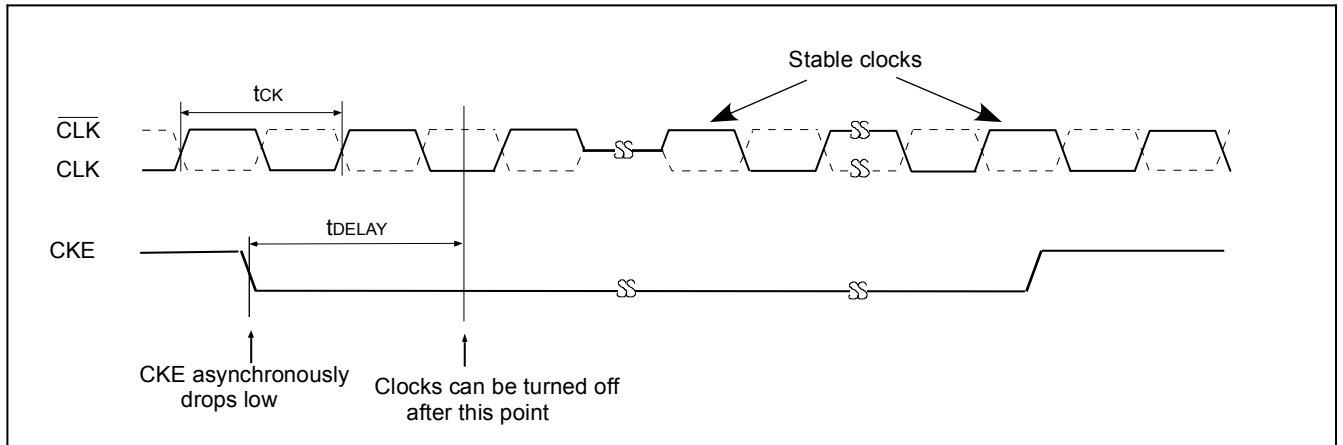 Stable clocks
tCK
CLK
CLK
tDELAY
CKE
CKE asynchronously
drops low
Clocks can be turned off
after this point